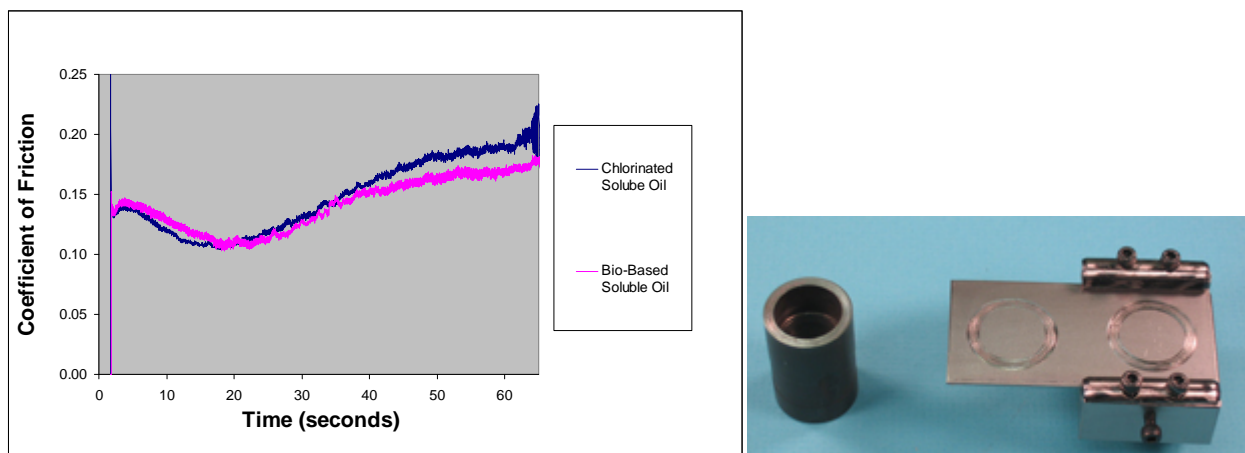 0.25
0.20
0.15
0.10
0.05
0.00
0
10
20
30
40
50
60
Coefficient of Friction
Time (seconds)
Chlorinated
Solube Oil
Bio-Based
Soluble Oil